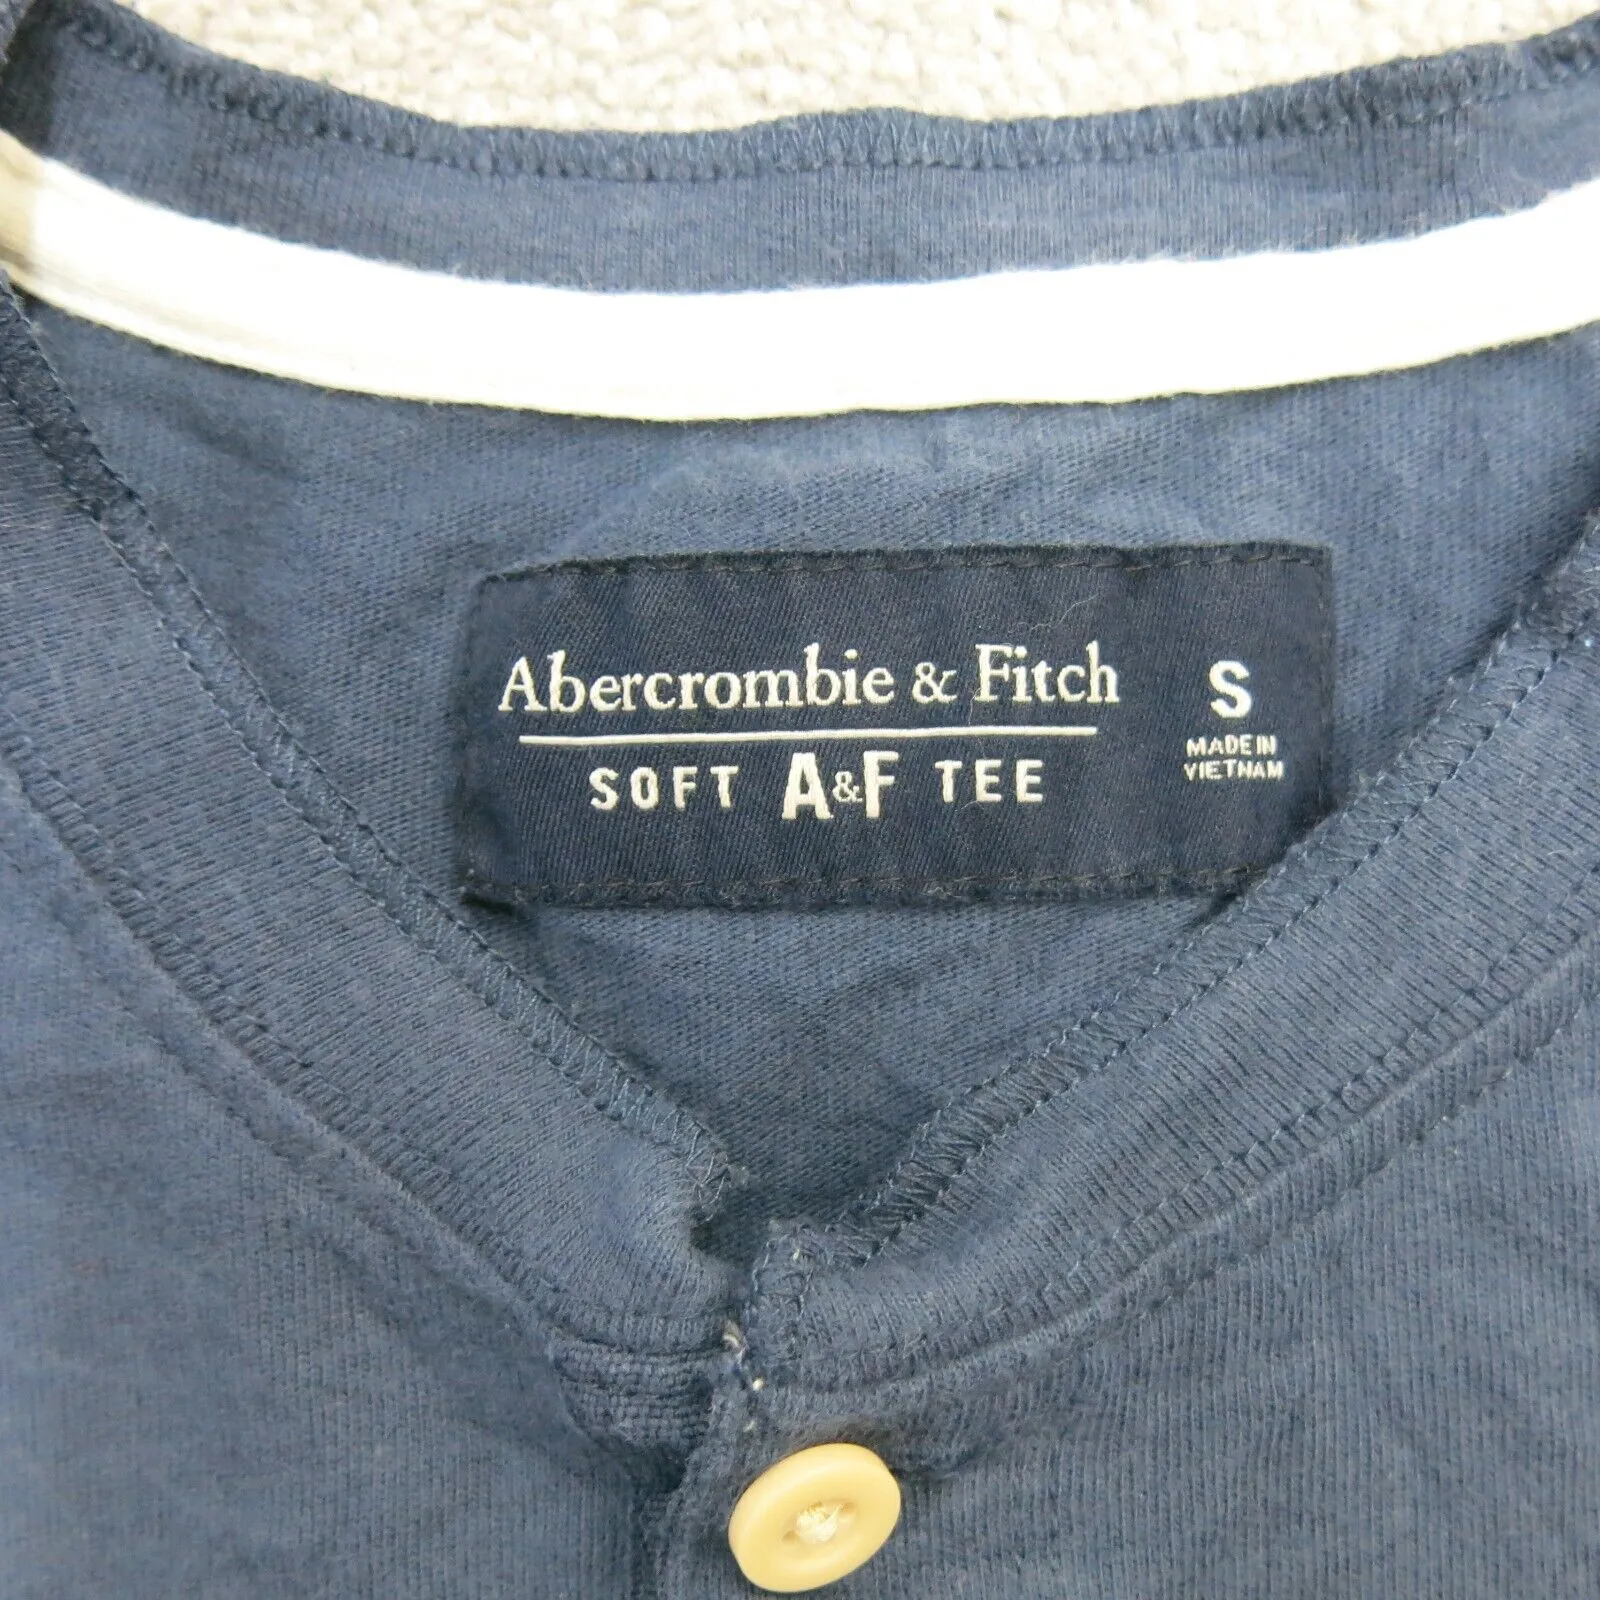 Abercrombie & Fitch
SOFT A&F TEE
S
MADE IN
VIETNAM